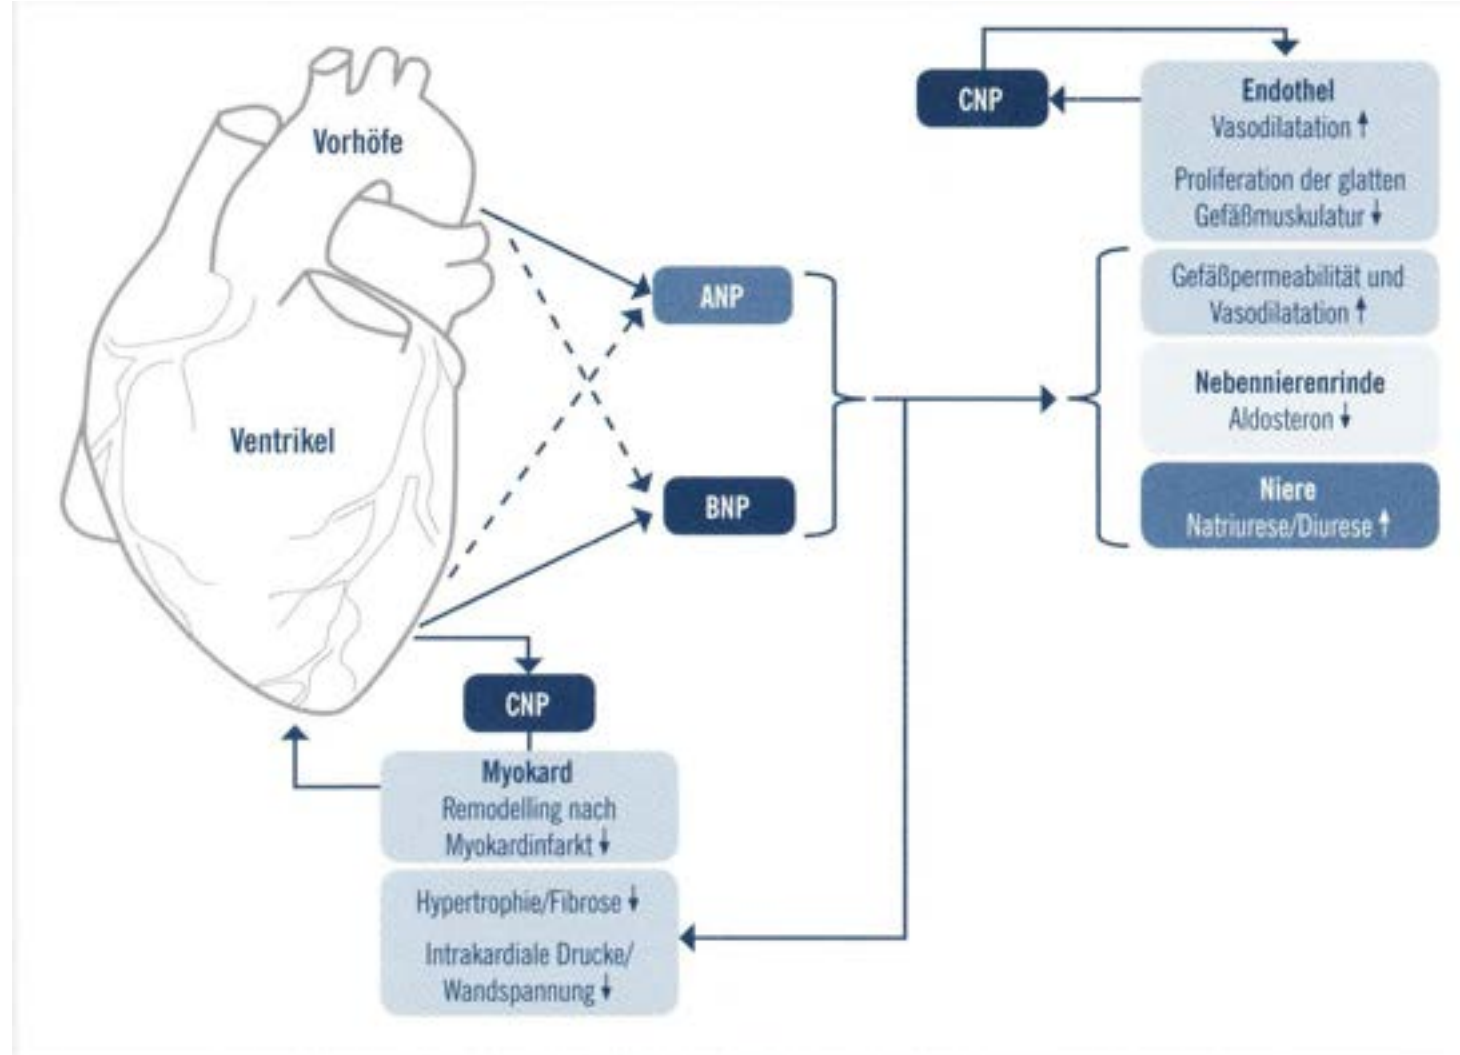 Vorhöfe
Ventrikel
ANP
BNP
CNP
Endothel
Vasodilatation
Proliferation der glatten
Gefäßmuskulatur
Gefäßpermeabilität und
Vasodilatation
Nebennierenrinde
Aldosteron
Niere
Natriurese/Diurese
CNP
Myokard
Remodelling nach
Myokardinfarkt
Hypertrophie/Fibrose
Intrakardiale Drucke/
Wandspannung